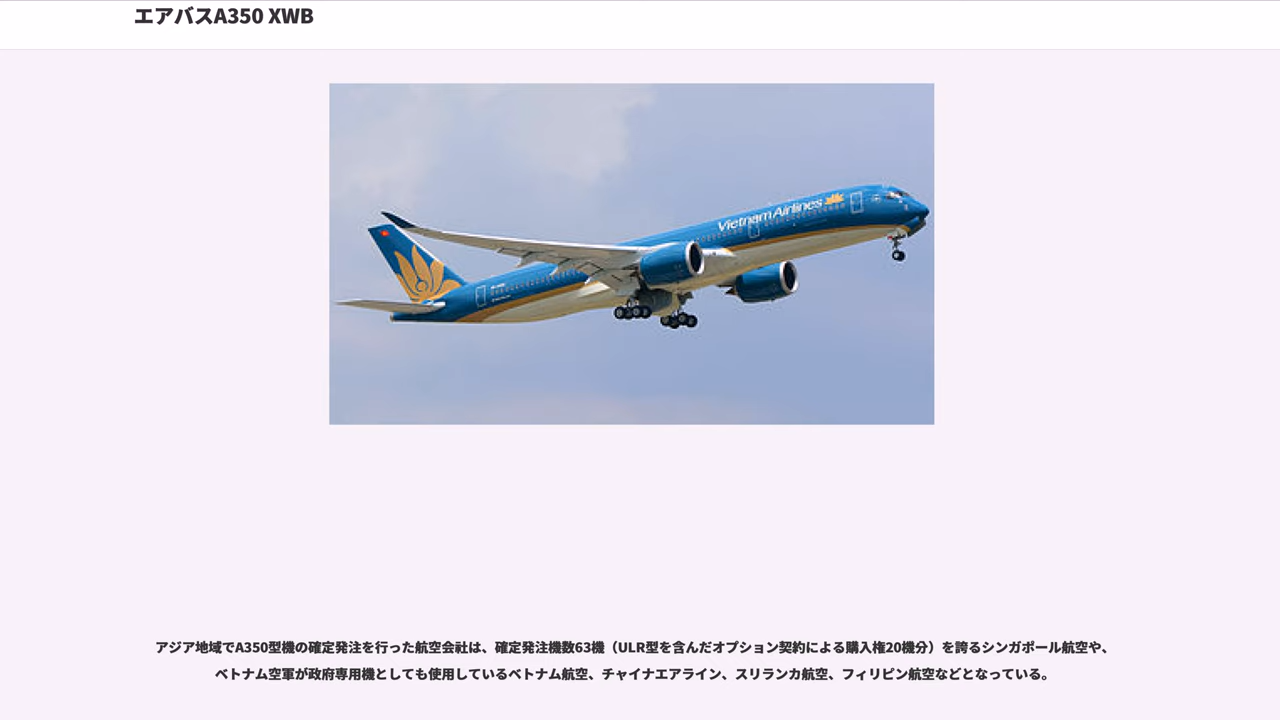 エアバスA350 XWB
Vietnam Airlines
アジア地域でA350型機の確定発注を行った航空会社は、確定発注機数63機（ULR型を含んだオプション契約による購入権20機分）を誇るシンガポール航空や、
ベトナム空軍が政府専用機としても使用しているベトナム航空、チャイナエアライン、スリランカ航空、フィリピン航空などとなっている。